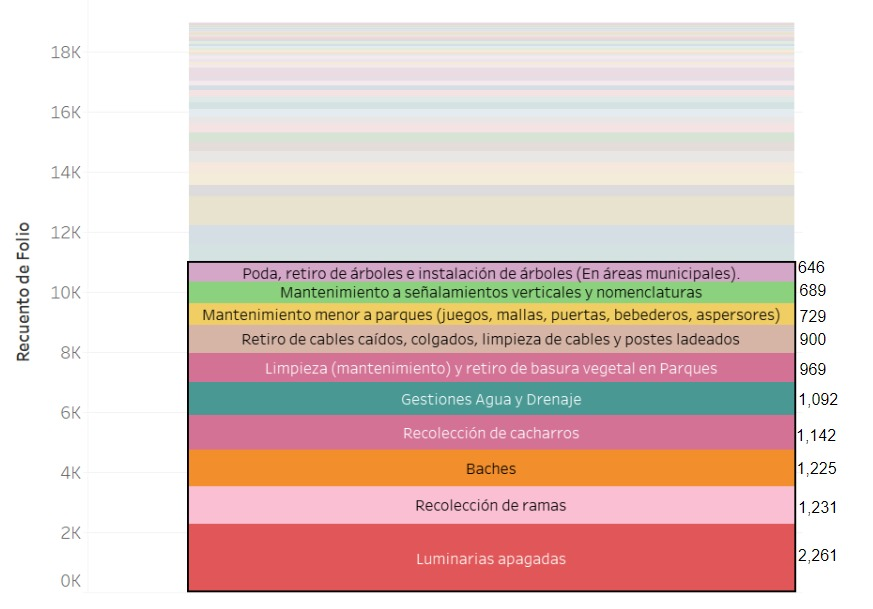 Recuento de Folio
18K
16K
14K
12K
10K
8K
6K
4K
2K
0K
Poda, retiro de árboles e instalación de árboles (En áreas municipales). 646
Mantenimiento a señalamientos verticales y nomenclaturas 689
Mantenimiento menor a parques (juegos, mallas, puertas, bebederos, aspersores) 729
Retiro de cables caídos, colgados, limpieza de cables y postes ladeados 900
Limpieza (mantenimiento) y retiro de basura vegetal en Parques 969
Gestiones Agua y Drenaje 1,092
Recolección de cacharros 1,142
Baches 1,225
Recolección de ramas 1,231
Luminarias apagadas 2,261